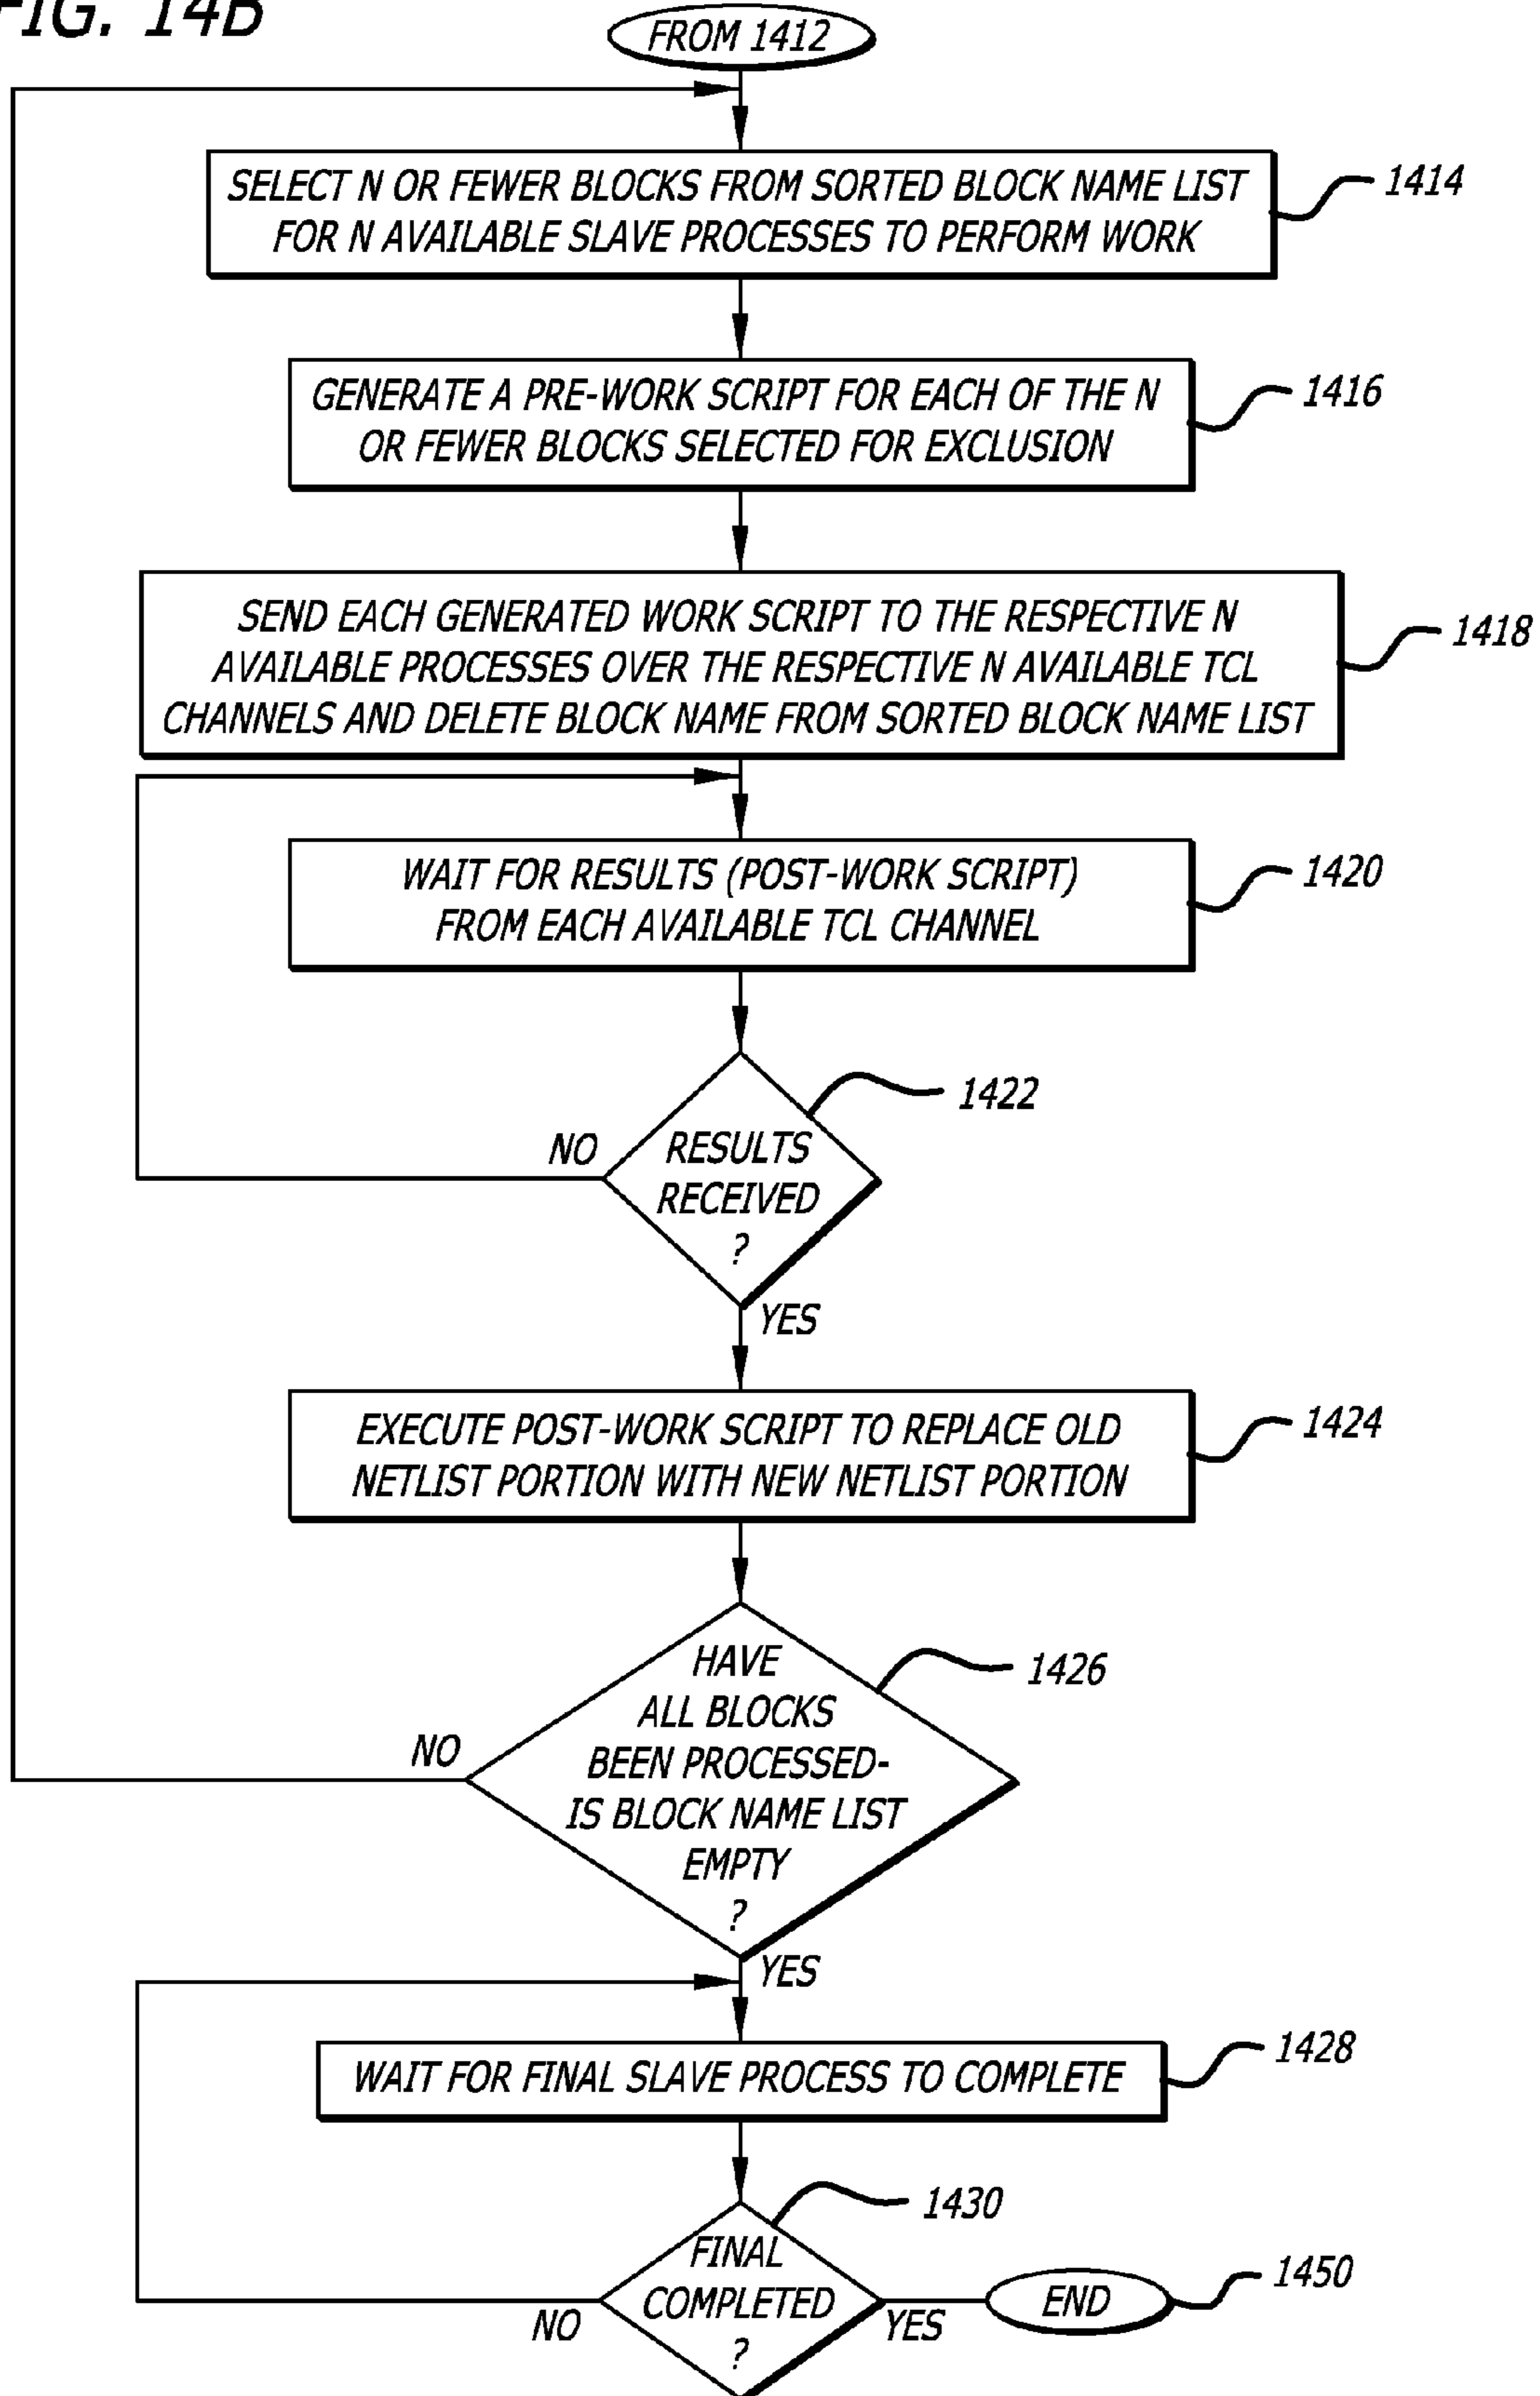 FIG. 14B
FROM 1412
SELECT N OR FEWER BLOCKS FROM SORTED BLOCK NAME LIST
FOR N AVAILABLE SLAVE PROCESSES TO PERFORM WORK
1414
GENERATE A PRE-WORK SCRIPT FOR EACH OF THE N
OR FEWER BLOCKS SELECTED FOR EXCLUSION
1416
SEND EACH GENERATED WORK SCRIPT TO THE RESPECTIVE N
AVAILABLE PROCESSES OVER THE RESPECTIVE N AVAILABLE TCL
CHANNELS AND DELETE BLOCK NAME FROM SORTED BLOCK NAME LIST
1418
WAIT FOR RESULTS (POST-WORK SCRIPT)
FROM EACH AVAILABLE TCL CHANNEL
1420
1422
NO
RESULTS
RECEIVED
?
YES
EXECUTE POST-WORK SCRIPT TO REPLACE OLD
NETLIST PORTION WITH NEW NETLIST PORTION
1424
HAVE
ALL BLOCKS
BEEN PROCESSED-
IS BLOCK NAME LIST
EMPTY
?
1426
NO
YES
WAIT FOR FINAL SLAVE PROCESS TO COMPLETE
1428
1430
FINAL
COMPLETED
?
NO
YES
END
1450